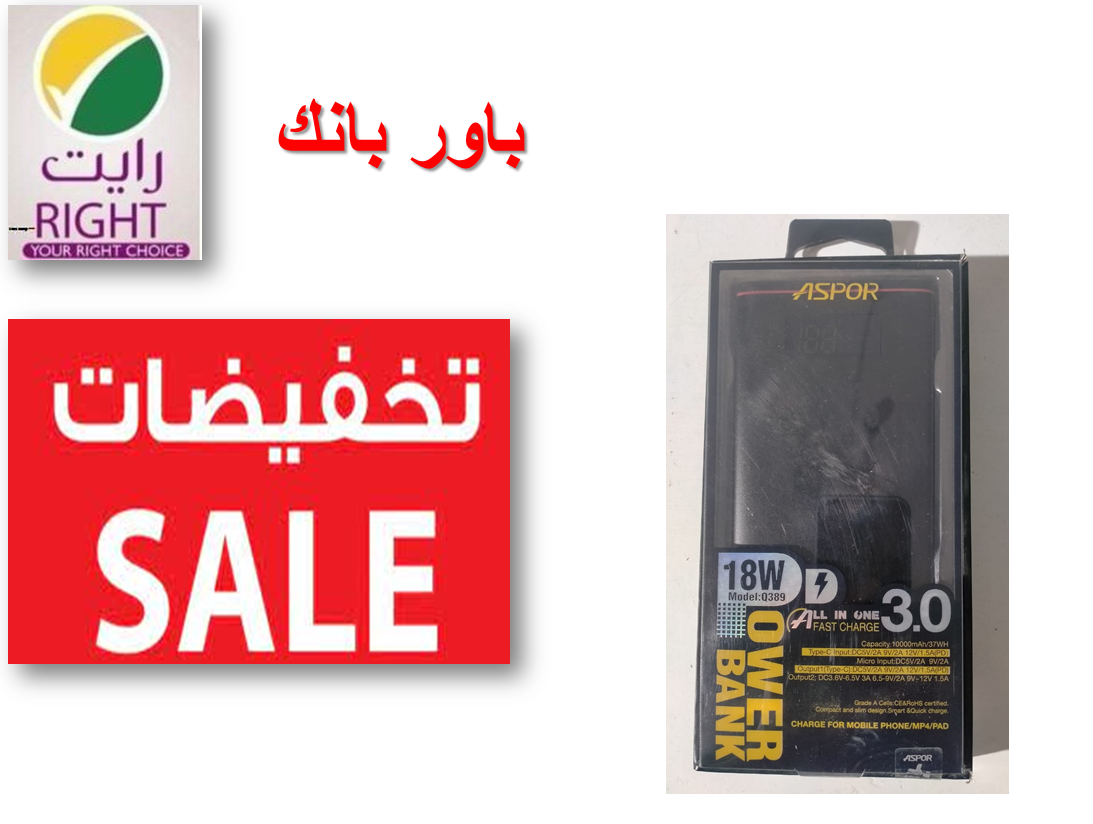 رايت
RIGHT
YOUR RIGHT CHOICE
باور بانك
تخفيضات
SALE
ASPOR
18W
Model:Q389
ALL IN ONE
FAST CHARGE
3.0
POWER
BANK
Capacity:10000mAh/37WH
Type-C Input:DC5V/2A 9V/2A 12V/1.5A(PD)
Micro Input:DC5V/2A 9V/2A
Output1(Type-C):DC5V/2A 9V/2A 12V/1.5A(PD)
Output2; DC3.6V-6.5V 3A 6.5-9V/2A 9V-12V 1.5A
Grade A Cells:CE&RoHS certified.
Compact and slim design.Smart &Quick charge.
CHARGE FOR MOBILE PHONE/MP4/PAD
ASPOR